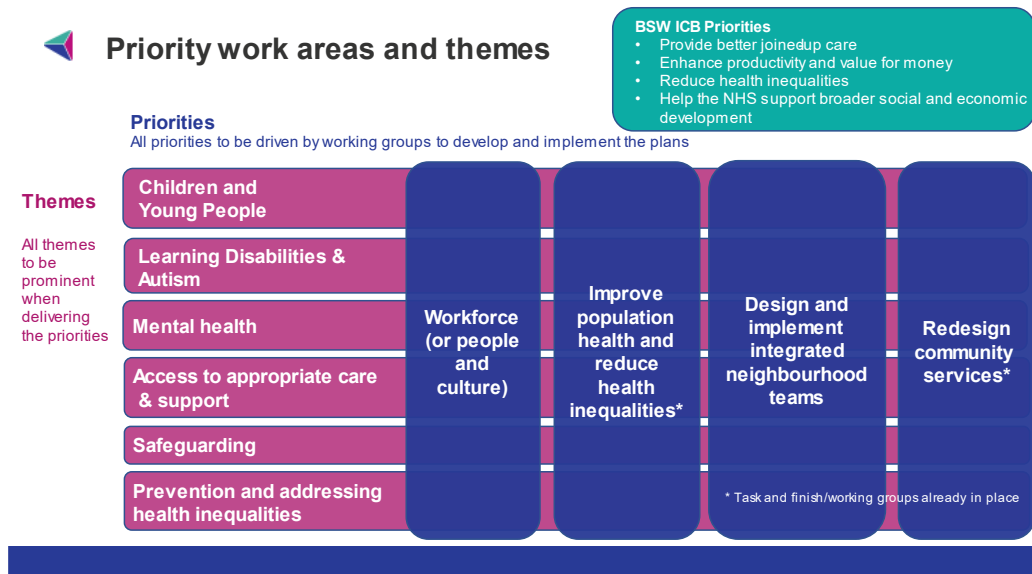 Priority work areas and themes
BSW ICB Priorities
• Provide better joinedup care
• Enhance productivity and value for money
• Reduce health inequalities
• Help the NHS support broader social and economic
development
Priorities
All priorities to be driven by working groups to develop and implement the plans
Themes
All themes
to be
prominent
when
delivering
the priorities
Children and
Young People
Learning Disabilities &
Autism
Mental health
Access to appropriate care
& support
Safeguarding
Prevention and addressing
health inequalities
Workforce
(or people
and
culture)
Improve
population
health and
reduce
health
inequalities*
Design and
implement
integrated
neighbourhood
teams
Redesign
community
services*
* Task and finish/working groups already in place